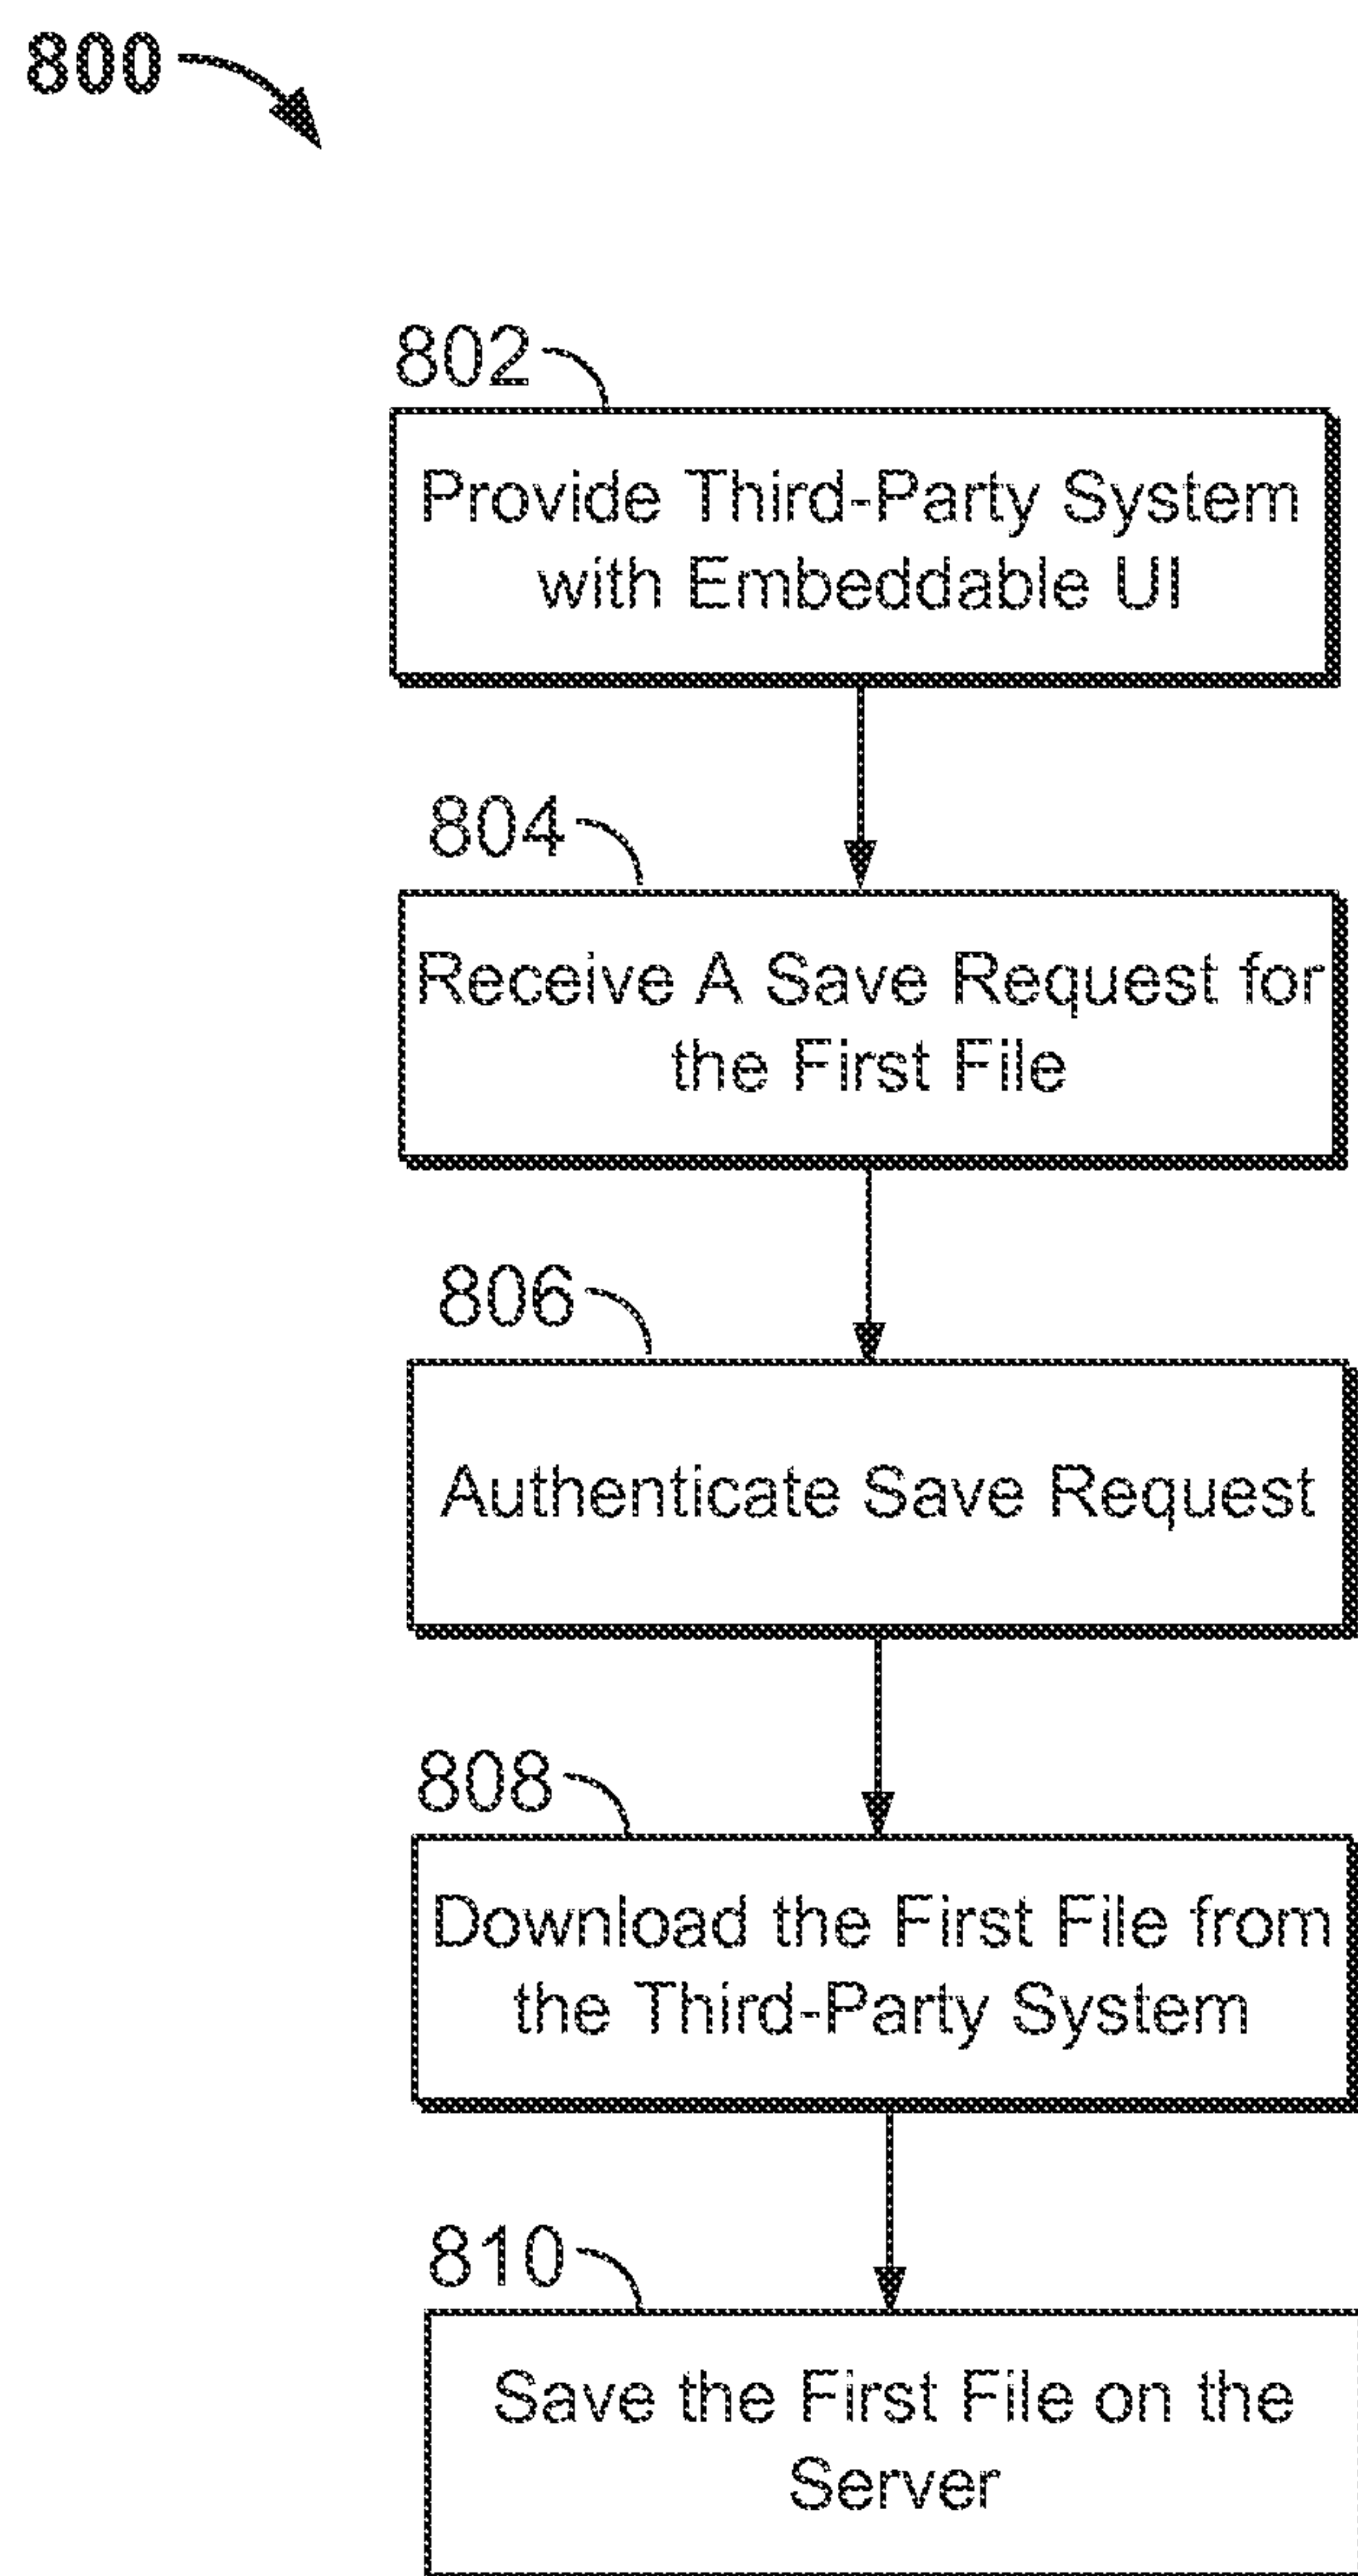 800
802
Provide Third-Party System
with Embeddable UI
804
Receive A Save Request for
the First File
806
Authenticate Save Request
808
Download the First File from
the Third-Party System
810
Save the First File on the
Server